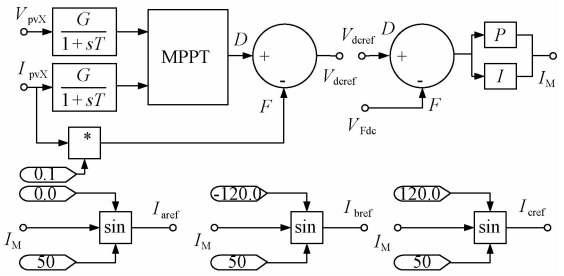 V_pvX
G
1+sT
MPPT
D
+
-
F
V_dcref
I_pvX
G
1+sT
*
0.1
V_dcref
D
+
-
F
V_Fdc
P
I
I_M
0.0
sin
I_aref
I_M
50
-120.0
sin
I_bref
I_M
50
120.0
sin
I_cref
I_M
50